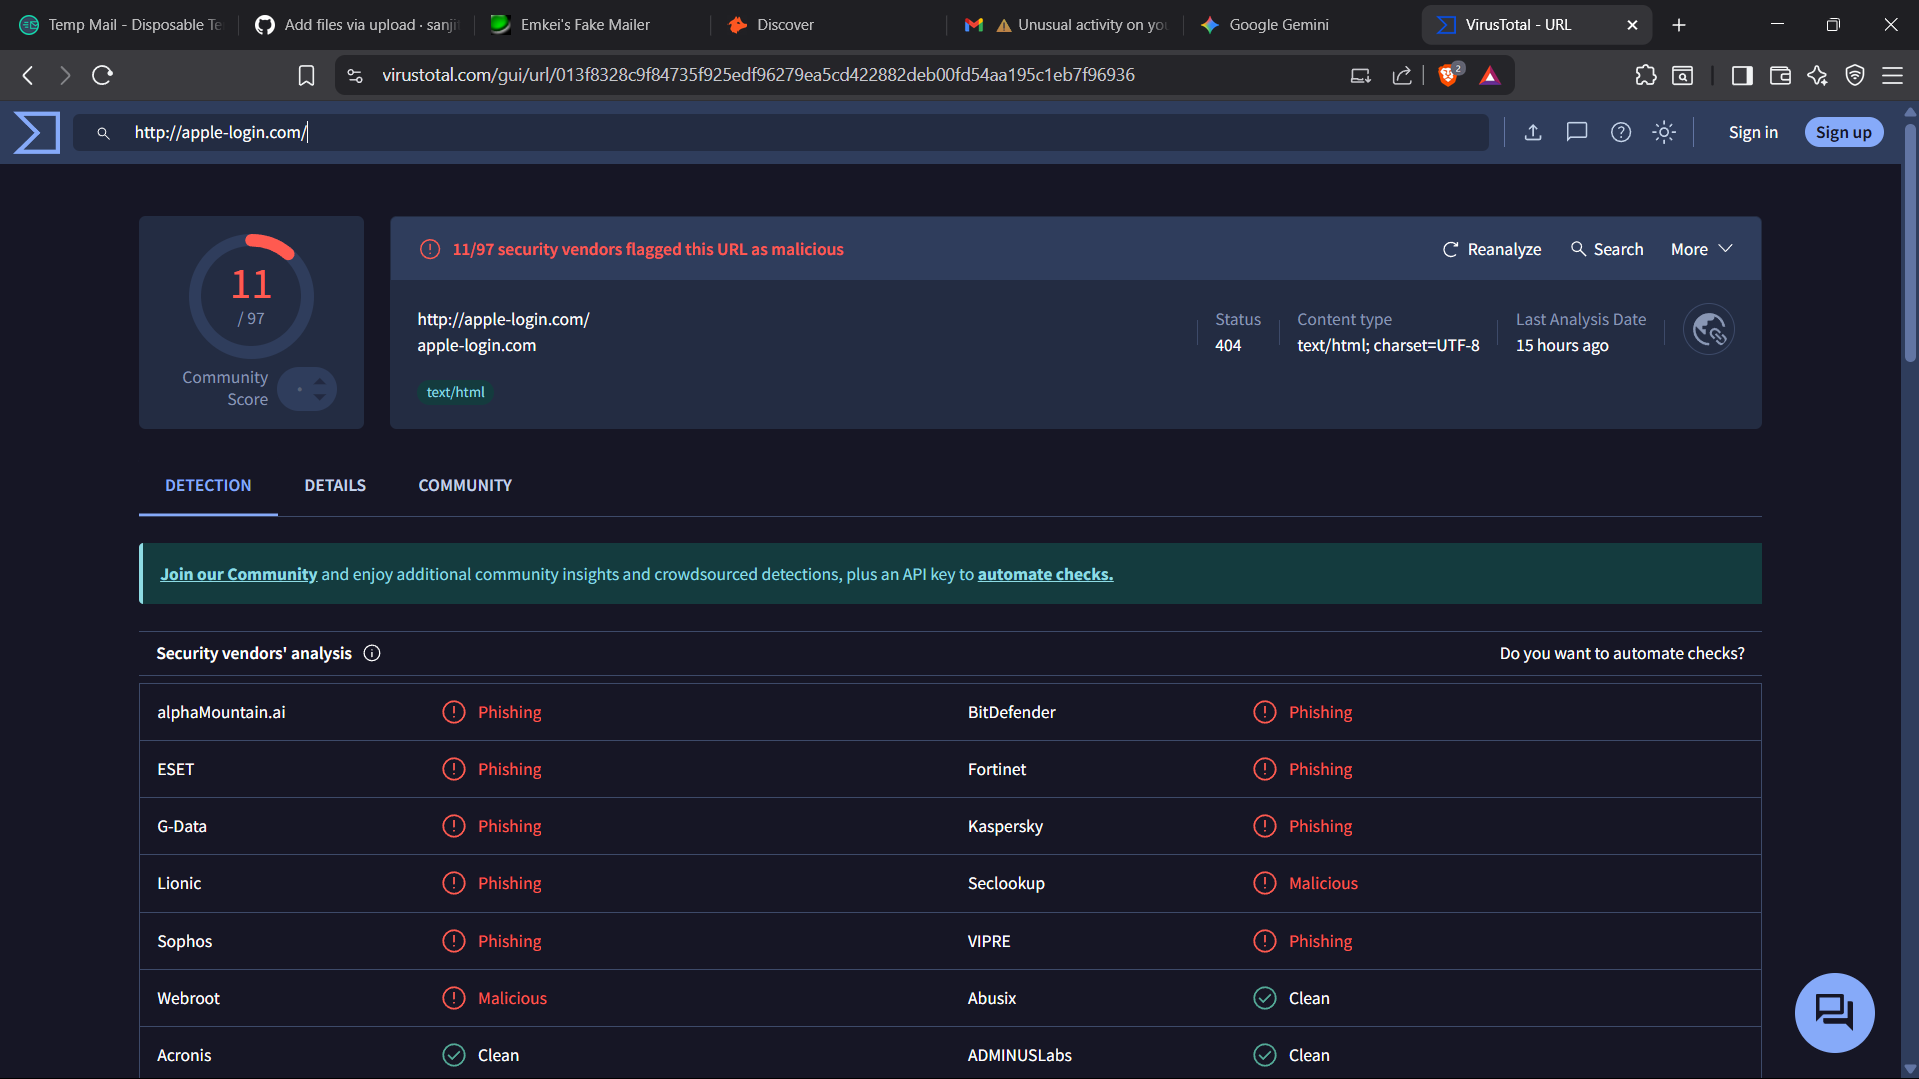 Temp Mail - Disposable Te
Add files via upload · sanji
Emkei's Fake Mailer
Discover
Unusual activity on you
Google Gemini
VirusTotal - URL
virustotal.com/gui/url/013f8328c9f84735f925edf96279ea5cd422882deb00fd54aa195c1eb7f96936
2
http://apple-login.com/
Sign in
Sign up
11
/ 97
Community
Score
11/97 security vendors flagged this URL as malicious
Reanalyze
Search
More
http://apple-login.com/
apple-login.com
text/html
Status
404
Content type
text/html; charset=UTF-8
Last Analysis Date
15 hours ago
DETECTION
DETAILS
COMMUNITY
Join our Community and enjoy additional community insights and crowdsourced detections, plus an API key to automate checks.
Security vendors' analysis
Do you want to automate checks?
alphaMountain.ai Phishing BitDefender Phishing
ESET Phishing Fortinet Phishing
G-Data Phishing Kaspersky Phishing
Lionic Phishing Seclookup Malicious
Sophos Phishing VIPRE Phishing
Webroot Malicious Abusix Clean
Acronis Clean ADMINUSLabs Clean